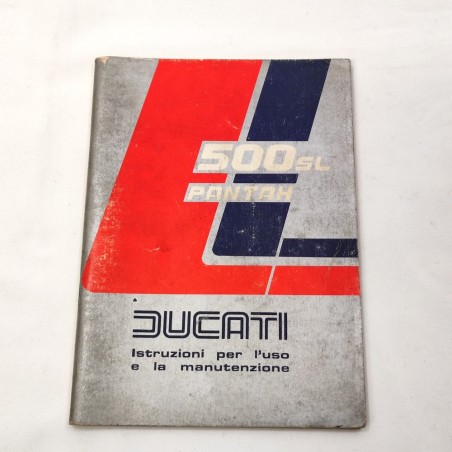 500SL
PANTAH
DUCATI
Istruzioni per l'uso
e la manutenzione